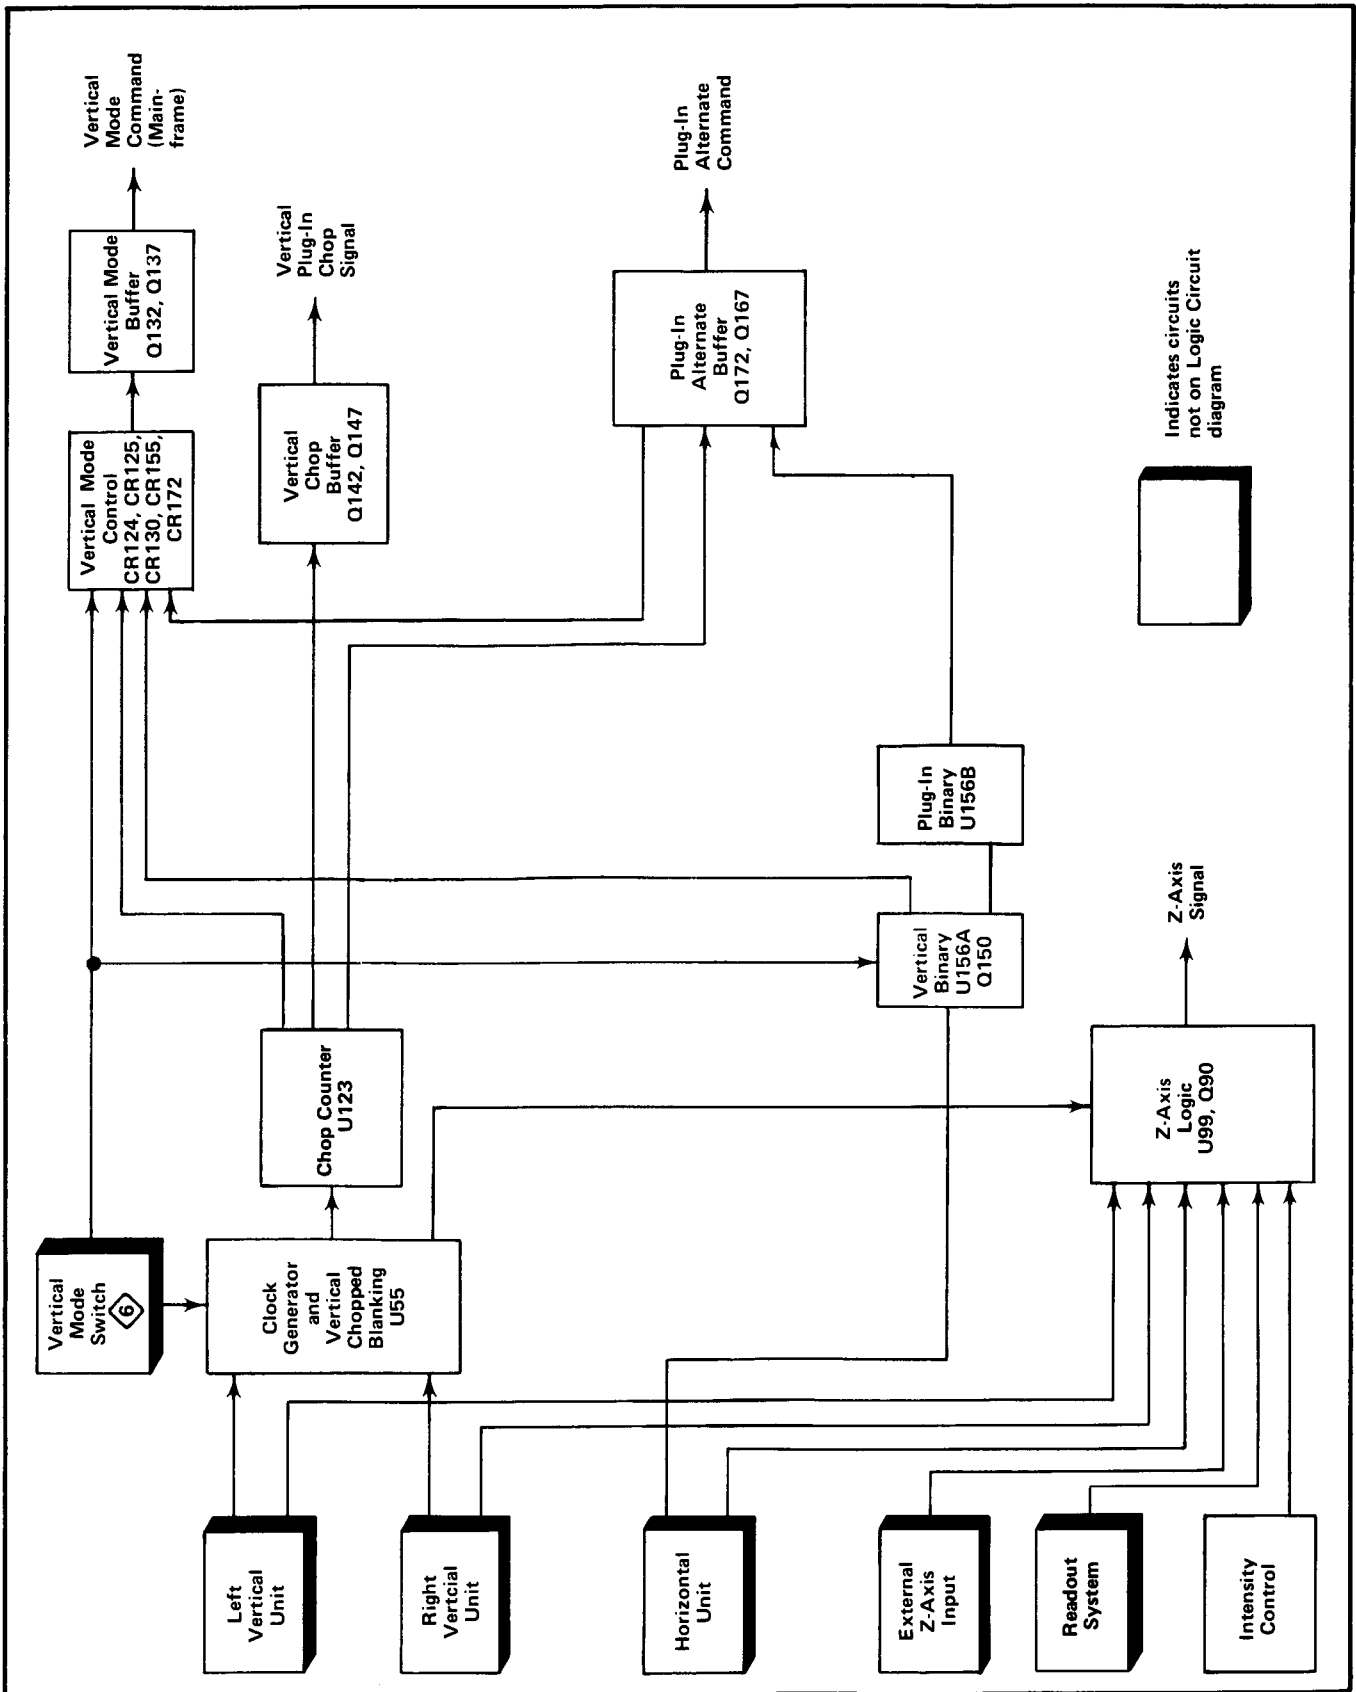 Vertical
Mode
Switch
6
Left
Vertical
Unit
Right
Vertcial
Unit
Horizontal
Unit
External
Z-Axis
Input
Readout
System
Intensity
Control
Clock
Generator
and
Vertical
Chopped
Blanking
U55
Chop Counter
U123
Vertical
Binary
U156A
Q150
Plug-In
Binary
U156B
Z-Axis
Logic
U99, Q90
Z-Axis
Signal
Vertical Mode
Control
CR124, CR125,
CR130, CR155,
CR172
Vertical Mode
Buffer
Q132, Q137
Vertical
Mode
Command
(Main-
frame)
Vertical
Chop
Buffer
Q142, Q147
Vertical
Plug-In
Chop
Signal
Plug-In
Alternate
Buffer
Q172, Q167
Plug-In
Alternate
Command
Indicates circuits
not on Logic Circuit
diagram